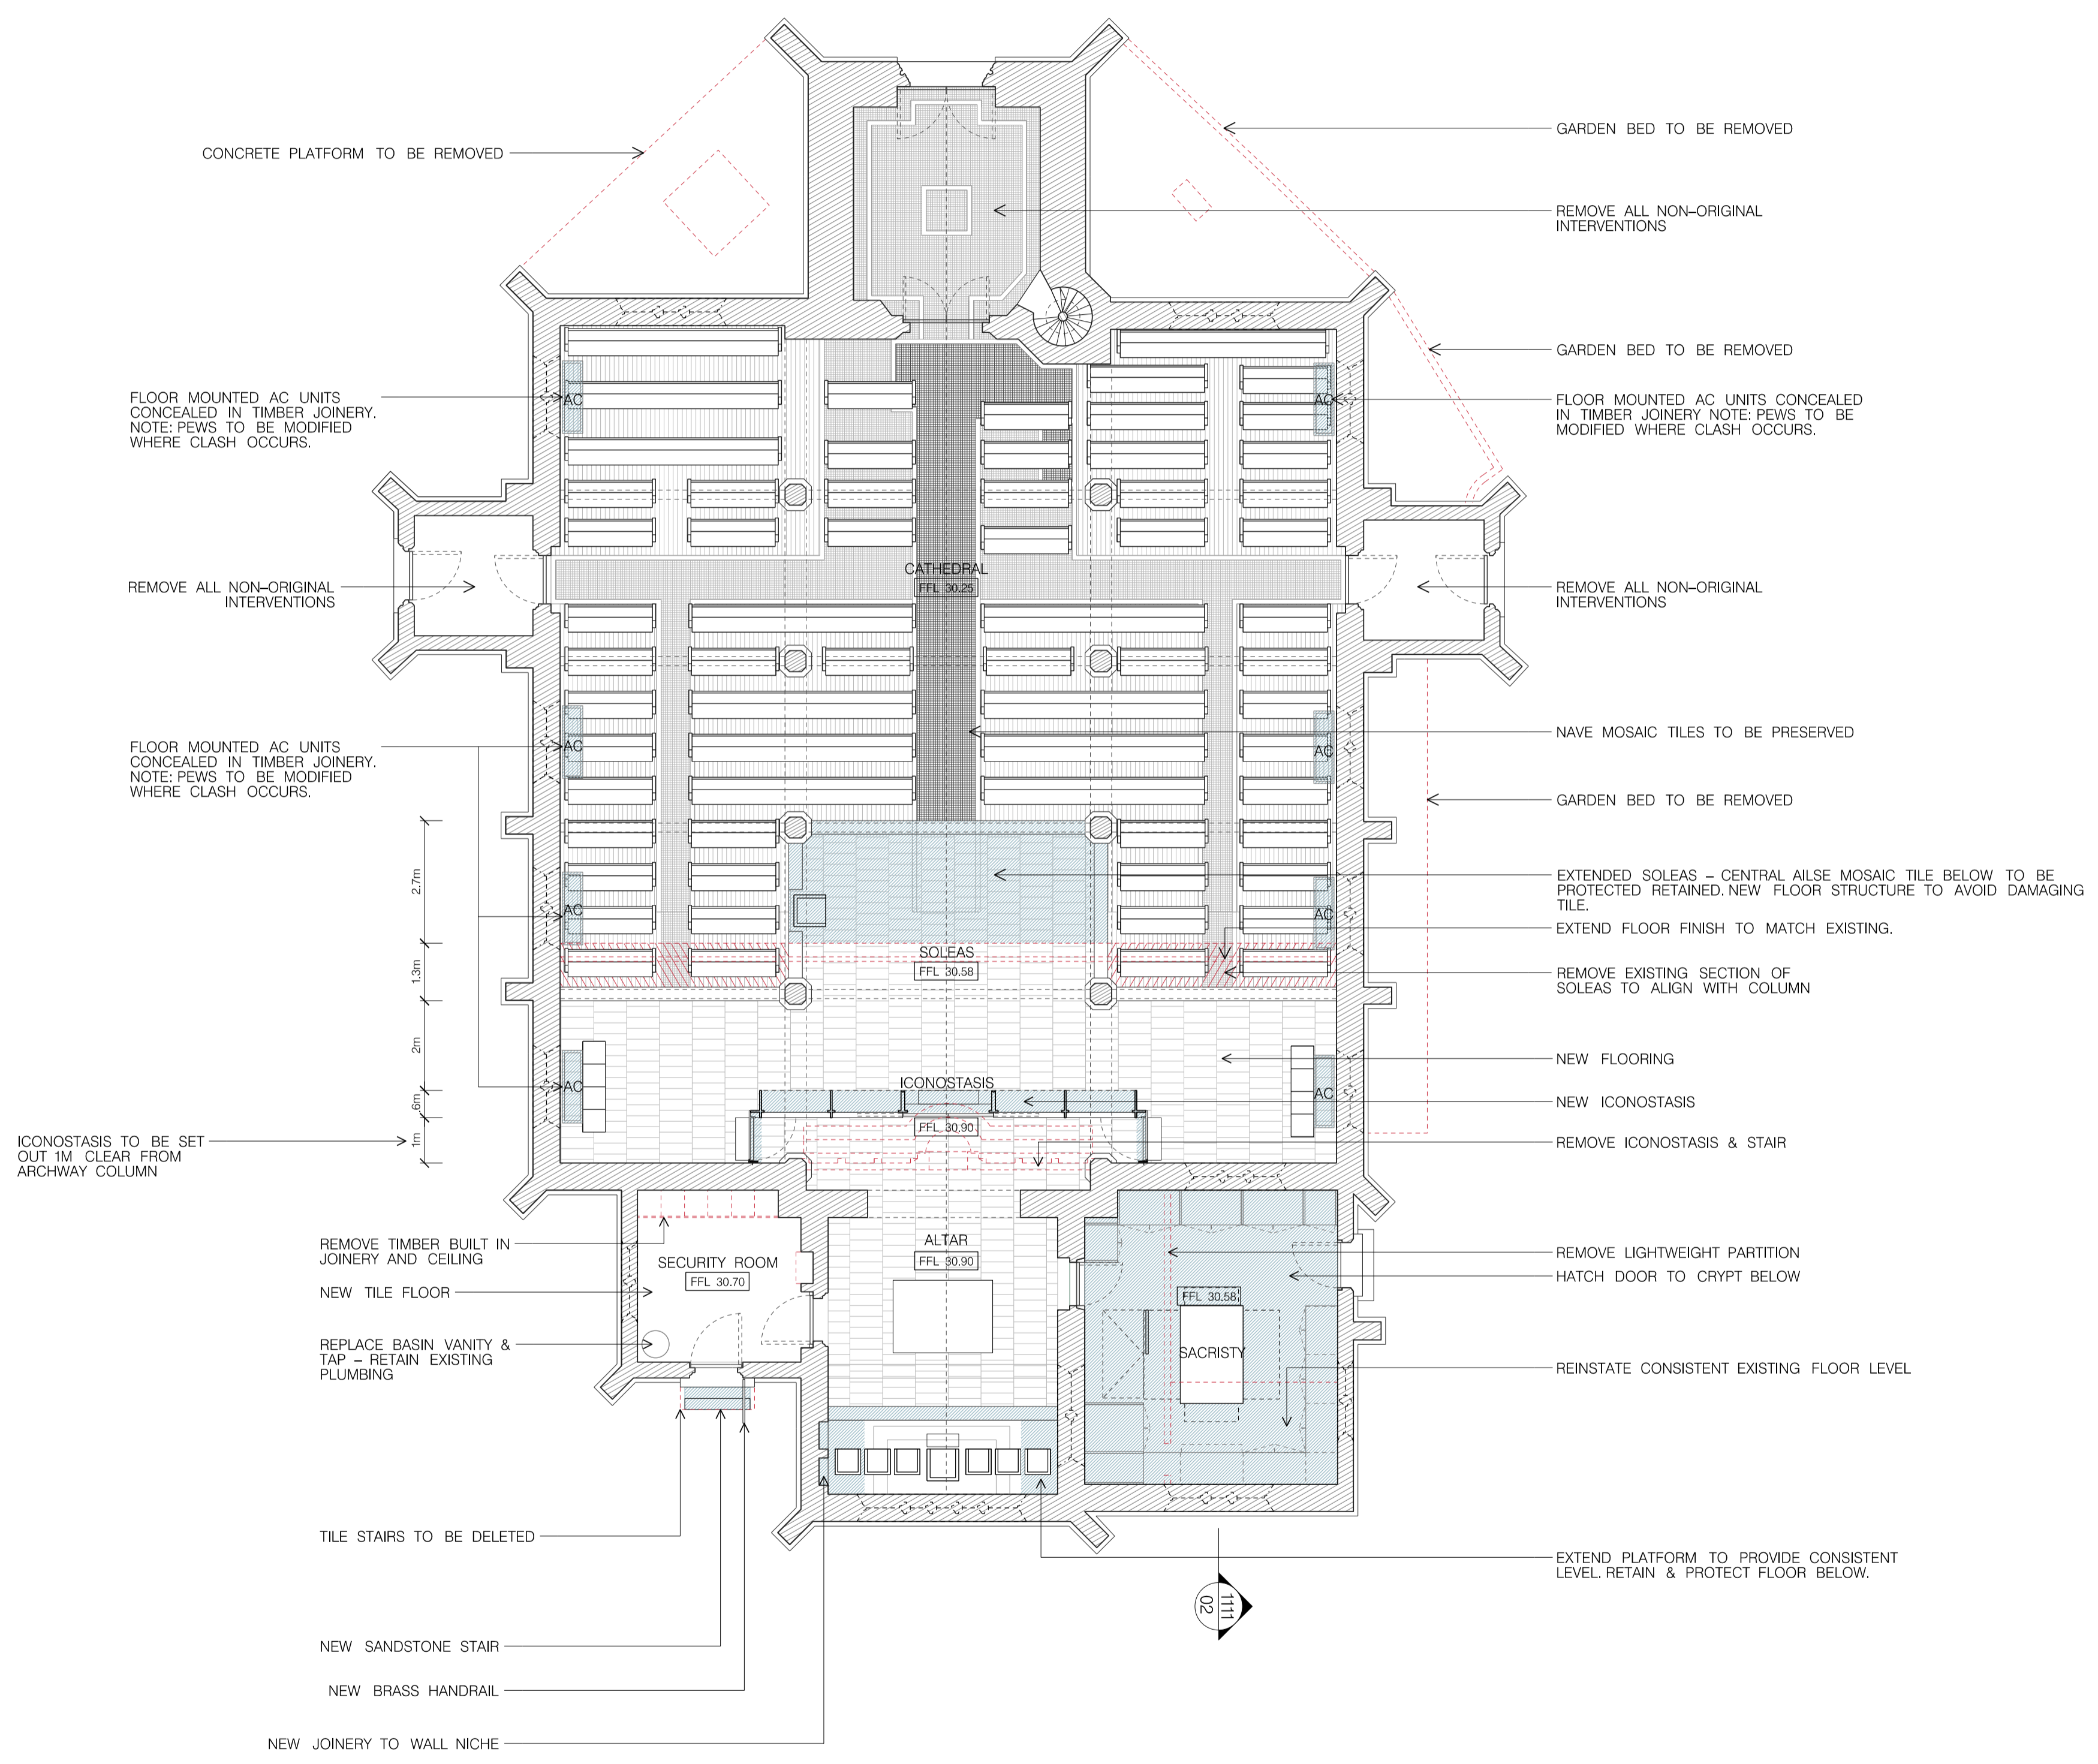 CONCRETE PLATFORM TO BE REMOVED
GARDEN BED TO BE REMOVED
REMOVE ALL NON-ORIGINAL
INTERVENTIONS
GARDEN BED TO BE REMOVED
FLOOR MOUNTED AC UNITS
CONCEALED IN TIMBER JOINERY.
NOTE: PEWS TO BE MODIFIED
WHERE CLASH OCCURS.
AC
AC
FLOOR MOUNTED AC UNITS CONCEALED
IN TIMBER JOINERY NOTE: PEWS TO BE
MODIFIED WHERE CLASH OCCURS.
REMOVE ALL NON-ORIGINAL
INTERVENTIONS
CATHEDRAL
FFL 30.25
REMOVE ALL NON-ORIGINAL
INTERVENTIONS
FLOOR MOUNTED AC UNITS
CONCEALED IN TIMBER JOINERY.
NOTE: PEWS TO BE MODIFIED
WHERE CLASH OCCURS.
AC
AC
NAVE MOSAIC TILES TO BE PRESERVED
GARDEN BED TO BE REMOVED
2.7m
AC
AC
EXTENDED SOLEAS - CENTRAL AILSE MOSAIC TILE BELOW TO BE
PROTECTED RETAINED. NEW FLOOR STRUCTURE TO AVOID DAMAGING
TILE.
EXTEND FLOOR FINISH TO MATCH EXISTING.
1.3m
SOLEAS
FFL 30.58
REMOVE EXISTING SECTION OF
SOLEAS TO ALIGN WITH COLUMN
2m
NEW FLOORING
AC
AC
ICONOSTASIS
.6m
NEW ICONOSTASIS
FFL 30.90
1m
ICONOSTASIS TO BE SET
OUT 1M CLEAR FROM
ARCHWAY COLUMN
REMOVE ICONOSTASIS & STAIR
REMOVE TIMBER BUILT IN
JOINERY AND CEILING
SECURITY ROOM
FFL 30.70
ALTAR
FFL 30.90
REMOVE LIGHTWEIGHT PARTITION
HATCH DOOR TO CRYPT BELOW
NEW TILE FLOOR
FFL 30.58
REPLACE BASIN VANITY &
TAP - RETAIN EXISTING
PLUMBING
SACRISTY
REINSTATE CONSISTENT EXISTING FLOOR LEVEL
TILE STAIRS TO BE DELETED
EXTEND PLATFORM TO PROVIDE CONSISTENT
LEVEL. RETAIN & PROTECT FLOOR BELOW.
1111
02
NEW SANDSTONE STAIR
NEW BRASS HANDRAIL
NEW JOINERY TO WALL NICHE